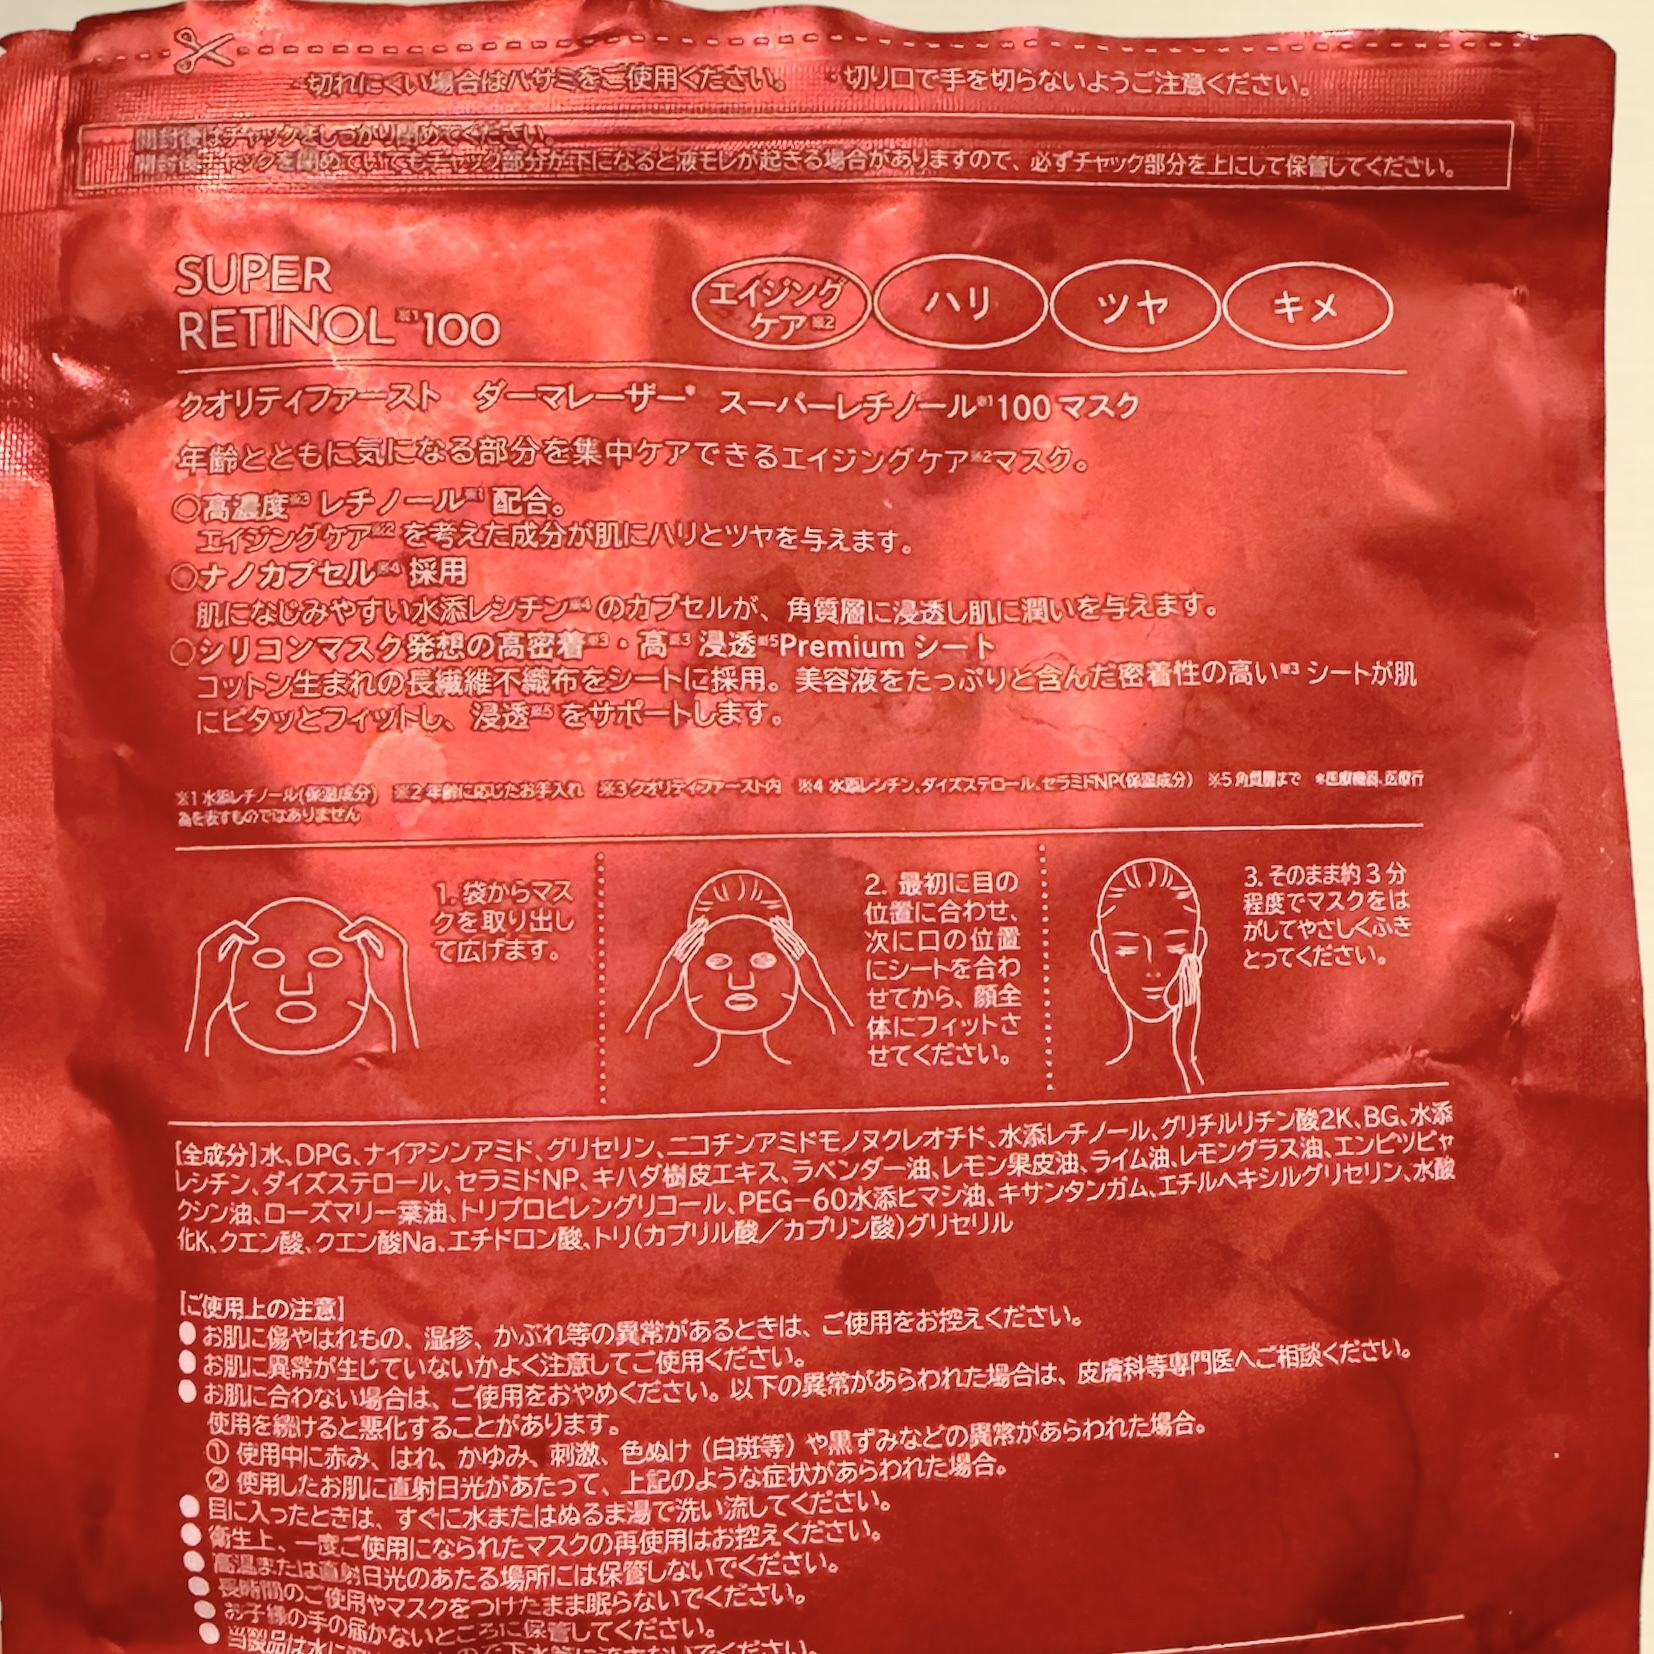 ・切れにくい場合はハサミをご使用ください。 ・切り口で手を切らないようご注意ください。
開封後はチャックをしっかり閉めてください。
開封後チャックを閉めていてもチャック部分が下になると液モレが起きる場合がありますので、必ずチャック部分を上にして保管してください。
SUPER
RETINOL※1100
エイジング
ケア※2
ハリ
ツヤ
キメ
クオリティファースト ダーマレーザー* スーパーレチノール※1100 マスク
年齢とともに気になる部分を集中ケアできるエイジングケア※2マスク。
○高濃度※3 レチノール※1 配合。
エイジングケア※2 を考えた成分が肌にハリとツヤを与えます。
○ナノカプセル※4 採用
肌になじみやすい水添レシチン※4 のカプセルが、角質層に浸透し肌に潤いを与えます。
○シリコンマスク発想の高密着※3・高※3 浸透※5Premium シート
コットン生まれの長繊維不織布をシートに採用。美容液をたっぷりと含んだ密着性の高い※3 シートが肌
にピタッとフィットし、浸透※5 をサポートします。
※1 水添レチノール(保湿成分) ※2 年齢に応じたお手入れ ※3 クオリティファースト内 ※4 水添レシチン、ダイズステロール、セラミドNP(保湿成分) ※5 角質層まで *医療機器、医療行
為を表すものではありません
1. 袋からマス
クを取り出し
て広げます。
2. 最初に目の
位置に合わせ、
次に口の位置
にシートを合わ
せてから、顔全
体にフィットさ
せてください。
3. そのまま約 3 分
程度でマスクをは
がしてやさしくふき
とってください。
[全成分]水、DPG、ナイアシンアミド、グリセリン、ニコチンアミドモノヌクレオチド、水添レチノール、グリチルリチン酸2K、BG、水添
レシチン、ダイズステロール、セラミドNP、キハダ樹皮エキス、ラベンダー油、レモン果皮油、ライム油、レモングラス油、エンピツビャ
クシン油、ローズマリー葉油、トリプロピレングリコール、PEG-60水添ヒマシ油、キサンタンガム、エチルヘキシルグリセリン、水酸
化K、クエン酸、クエン酸Na、エチドロン酸、トリ(カプリル酸/カプリン酸)グリセリル
[ご使用上の注意]
●お肌に傷やはれもの、湿疹、かぶれ等の異常があるときは、ご使用をお控えください。
●お肌に異常が生じていないかよく注意してご使用ください。
●お肌に合わない場合は、ご使用をおやめください。以下の異常があらわれた場合は、皮膚科等専門医へご相談ください。
使用を続けると悪化することがあります。
① 使用中に赤み、はれ、かゆみ、刺激、色ぬけ(白斑等)や黒ずみなどの異常があらわれた場合。
② 使用したお肌に直射日光があたって、上記のような症状があらわれた場合。
●目に入ったときは、すぐに水またはぬるま湯で洗い流してください。
●衛生上、一度ご使用になられたマスクの再使用はお控えください。
●高温または直射日光のあたる場所には保管しないでください。
●長時間のご使用やマスクをつけたまま眠らないでください。
●お子様の手の届かないところに保管してください。
●当製品は水に